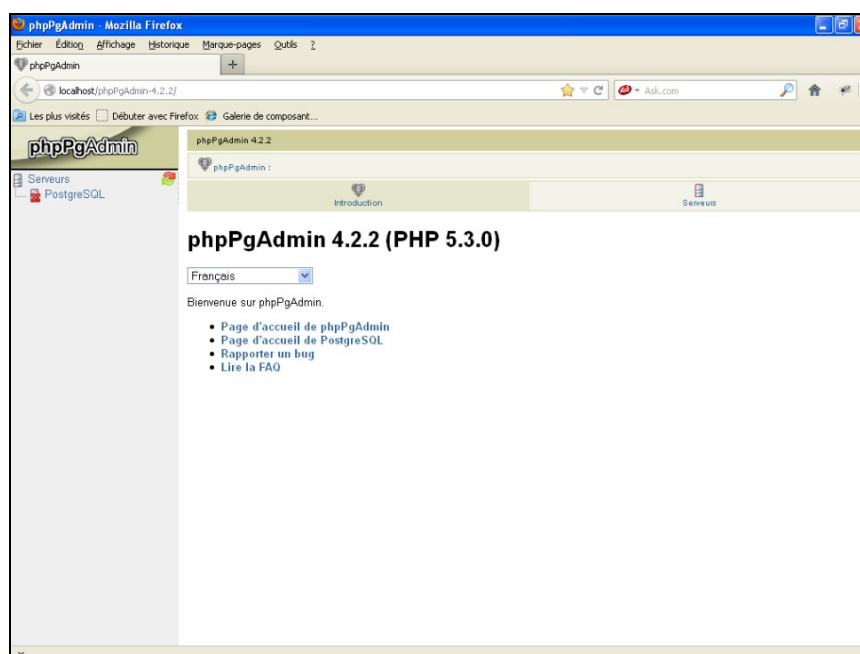 phpPgAdmin - Mozilla Firefox
Fichier Édition Affichage Historique Marque-pages Outils ?
phpPgAdmin +
localhost/phpPgAdmin-4.2.2/ Ask.com
Les plus visités Débuter avec Firefox Galerie de composant...
phpPgAdmin
Serveurs
PostgreSQL
phpPgAdmin 4.2.2
phpPgAdmin :
Introduction Serveurs
phpPgAdmin 4.2.2 (PHP 5.3.0)
Français
Bienvenue sur phpPgAdmin.
Page d'accueil de phpPgAdmin
Page d'accueil de PostgreSQL
Rapporter un bug
Lire la FAQ